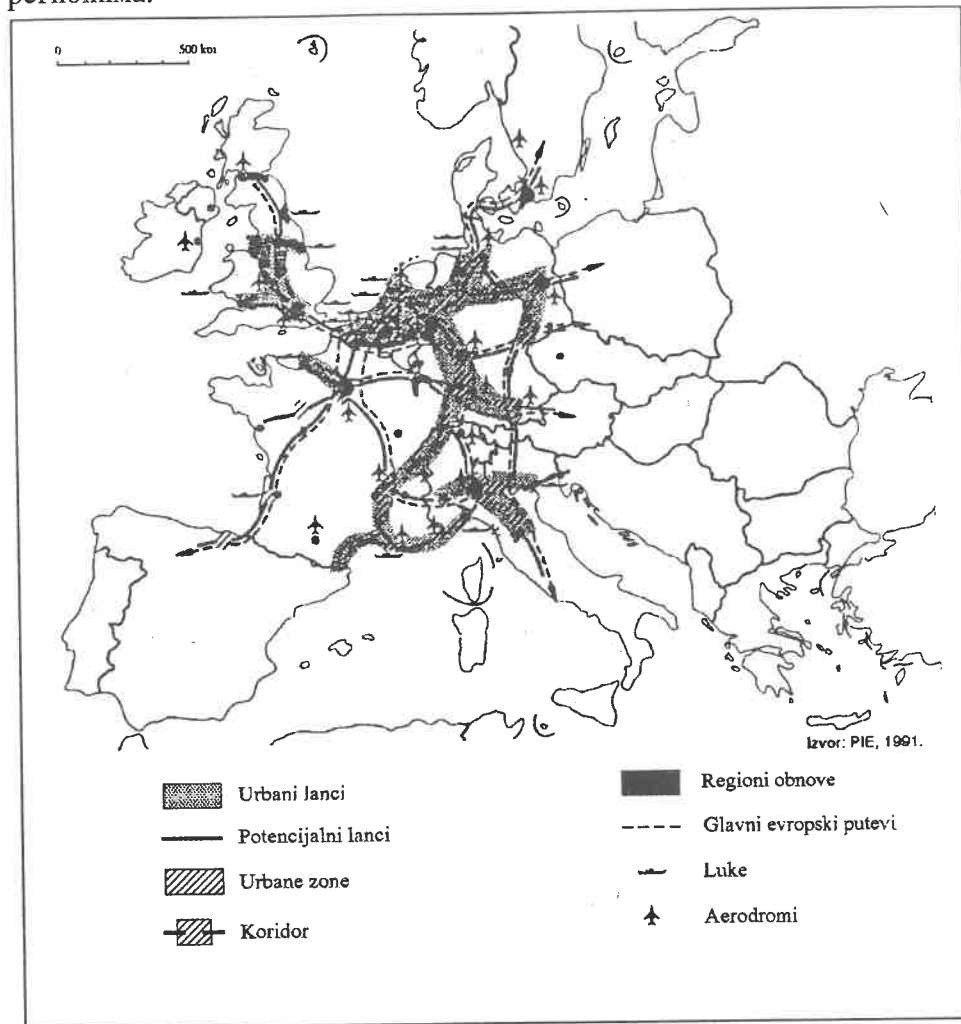 0 500 km
Izvor: PIE, 1991.
Urbani lanci
Potencijalni lanci
Urbane zone
Koridor
Regioni obnove
Glavni evropski putevi
Luke
Aerodromi